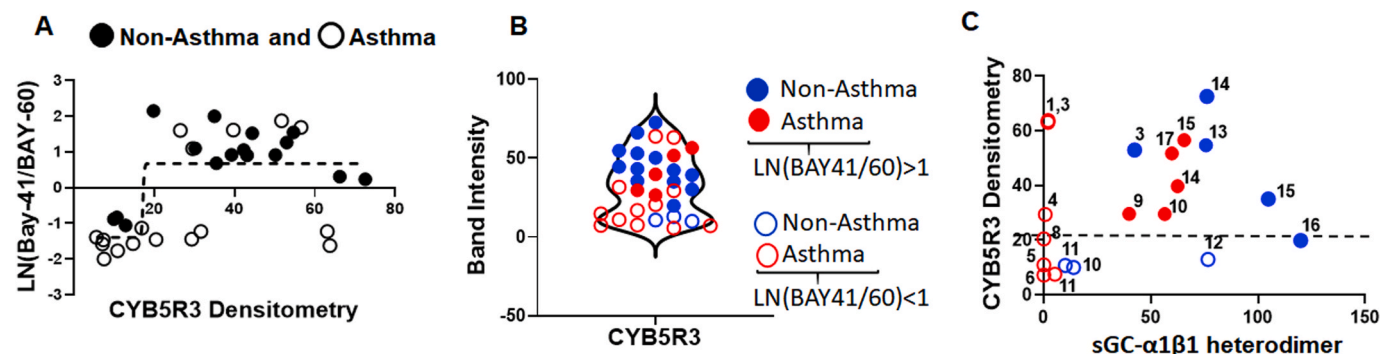 A
Non-Asthma and Asthma
LN(Bay-41/BAY-60)
3
2
1
0
-1
-2
-3
20
40
60
80
CYB5R3 Densitometry
B
Band Intensity
100
50
0
-50
CYB5R3
Non-Asthma
Asthma
LN(BAY41/60)>1
Non-Asthma
Asthma
LN(BAY41/60)<1
C
CYB5R3 Densitometry
80
60
40
20
0
1,3
14
15
13
17
3
14
4
9
10
15
8
16
5
11
10
12
6
11
0
50
100
150
sGC-α1β1 heterodimer